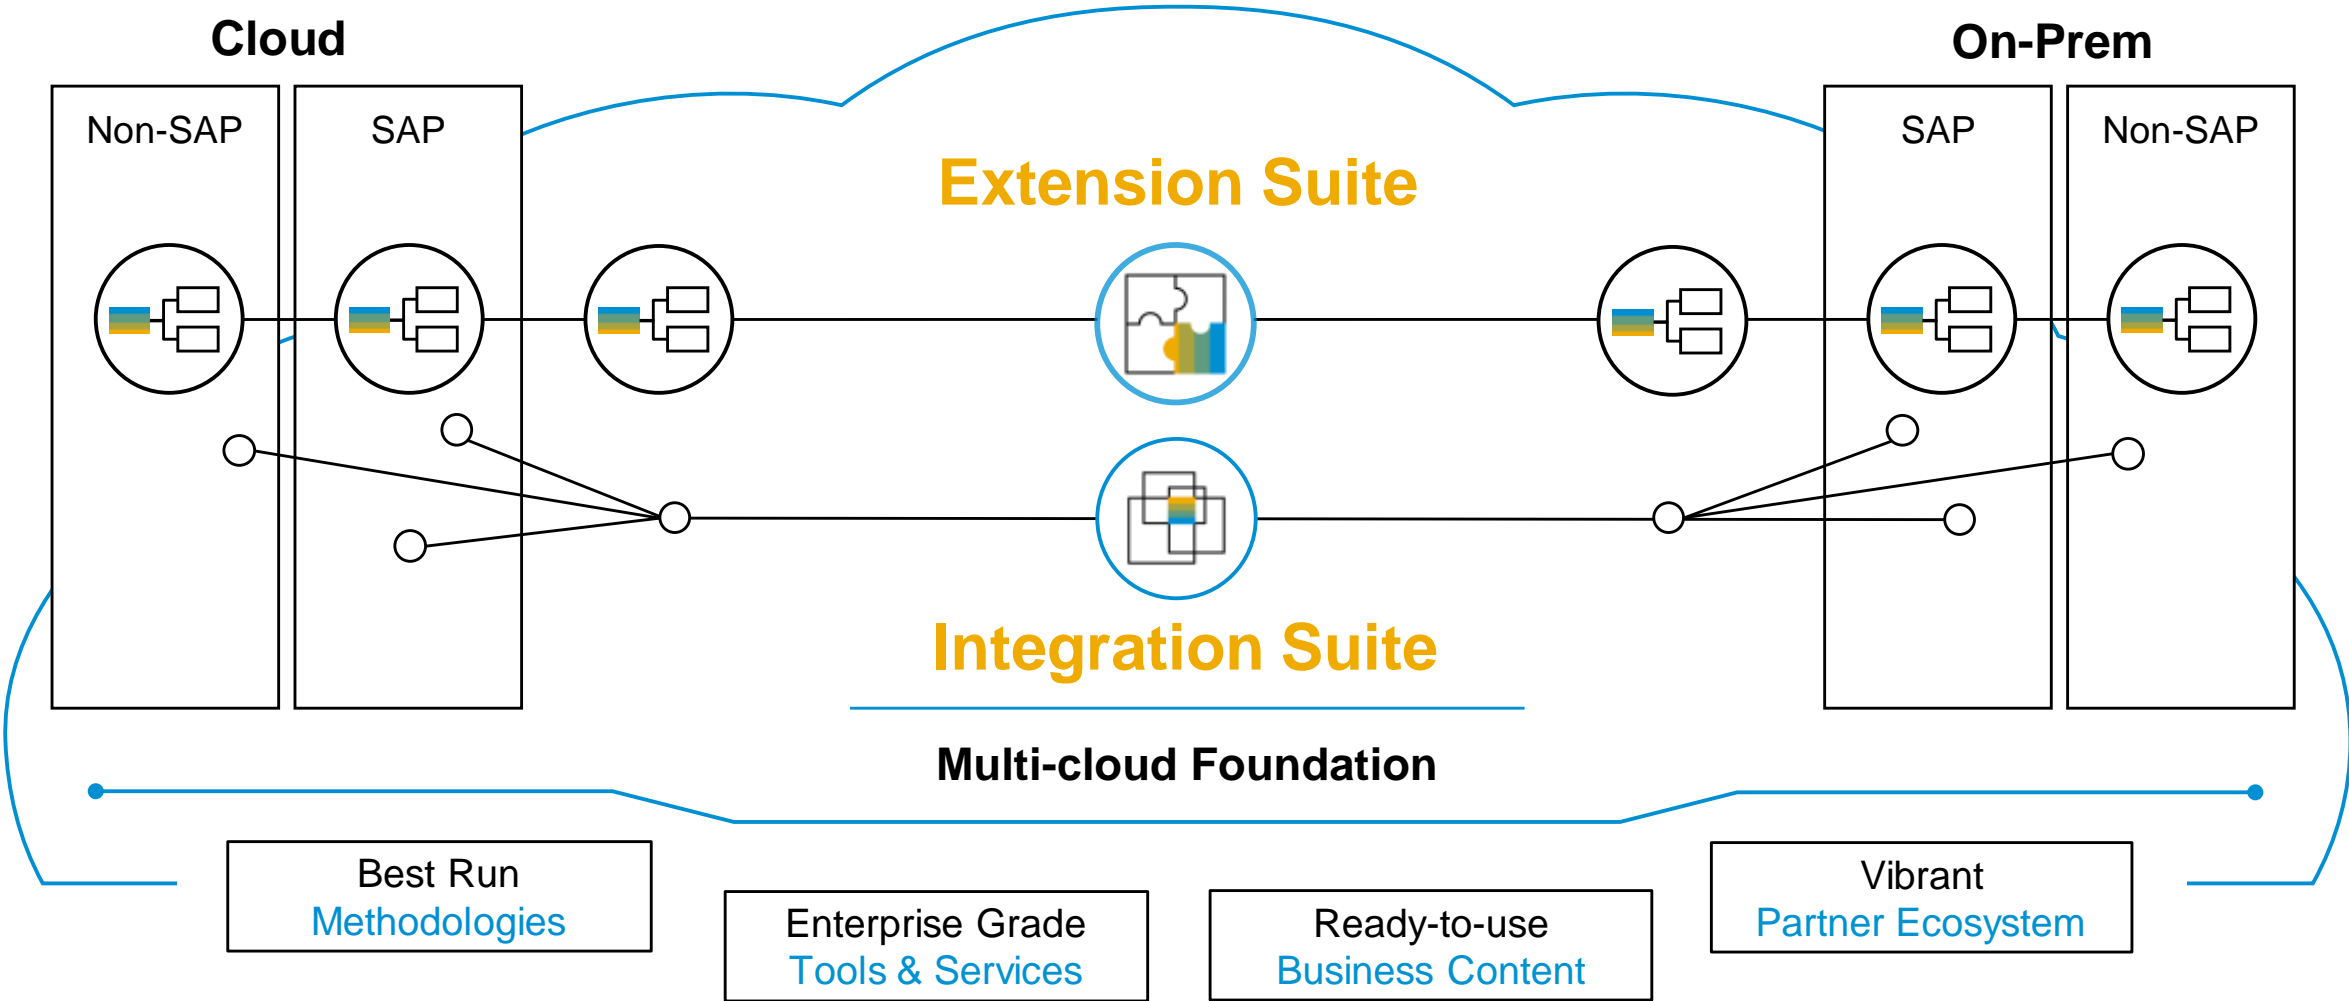 Cloud
On-Prem
Non-SAP
SAP
SAP
Non-SAP
Extension Suite
Integration Suite
Multi-cloud Foundation
Best Run
Methodologies
Enterprise Grade
Tools & Services
Ready-to-use
Business Content
Vibrant
Partner Ecosystem